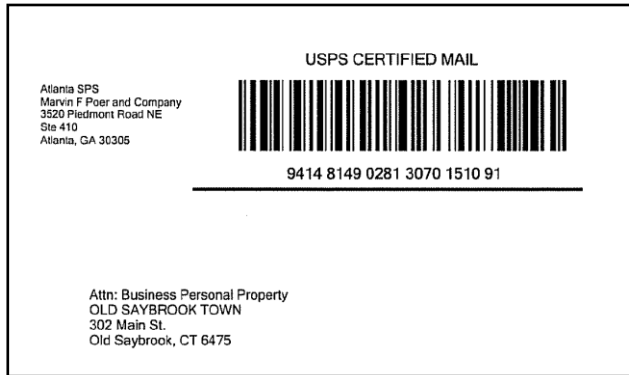 USPS CERTIFIED MAIL
Atlanta SPS
Marvin F Poer and Company
3520 Piedmont Road NE
Ste 410
Atlanta, GA 30305
9414 8149 0281 3070 1510 91
Attn: Business Personal Property
OLD SAYBROOK TOWN
302 Main St.
Old Saybrook, CT 6475